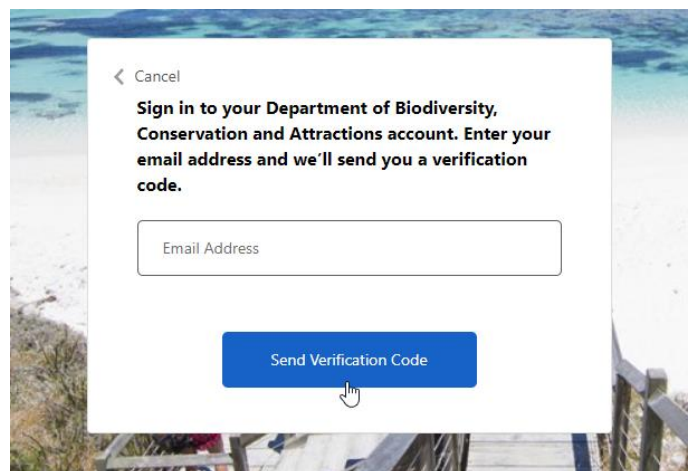 Cancel
Sign in to your Department of Biodiversity,
Conservation and Attractions account. Enter your
email address and we’ll send you a verification
code.
Email Address
Send Verification Code